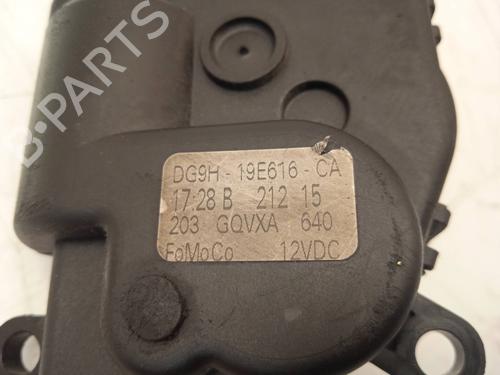 B-PARTS
DG9H - 19E616 - CA
17:28 B 212 15
203 GQVXA 640
FoMoCo 12VDC